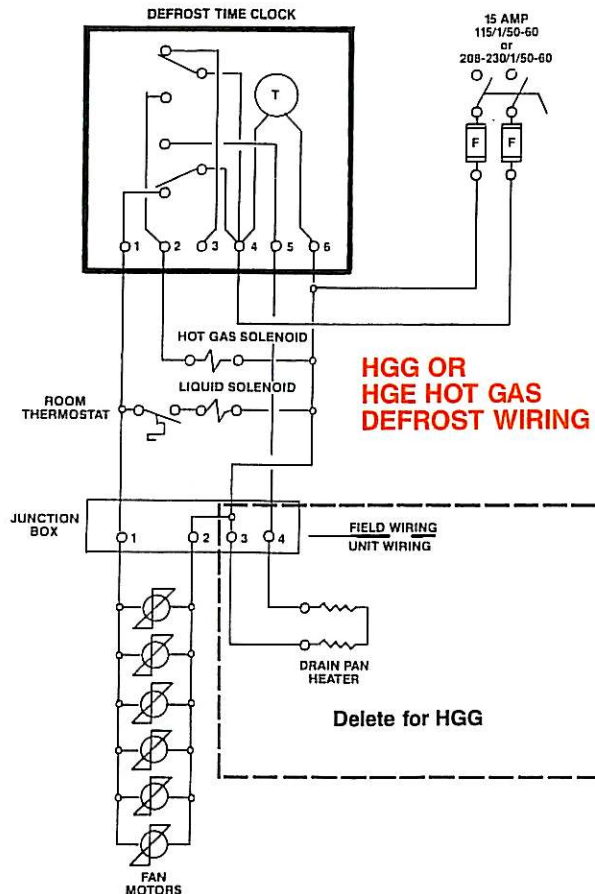 DEFROST TIME CLOCK
15 AMP
115/1/50-60
or
208-230/1/50-60
T
F F
1 2 3 4 5 6
HOT GAS SOLENOID
LIQUID SOLENOID
ROOM
THERMOSTAT
HGG OR
HGE HOT GAS
DEFROST WIRING
JUNCTION
BOX
1 2 3 4
FIELD WIRING
UNIT WIRING
DRAIN PAN
HEATER
Delete for HGG
FAN
MOTORS